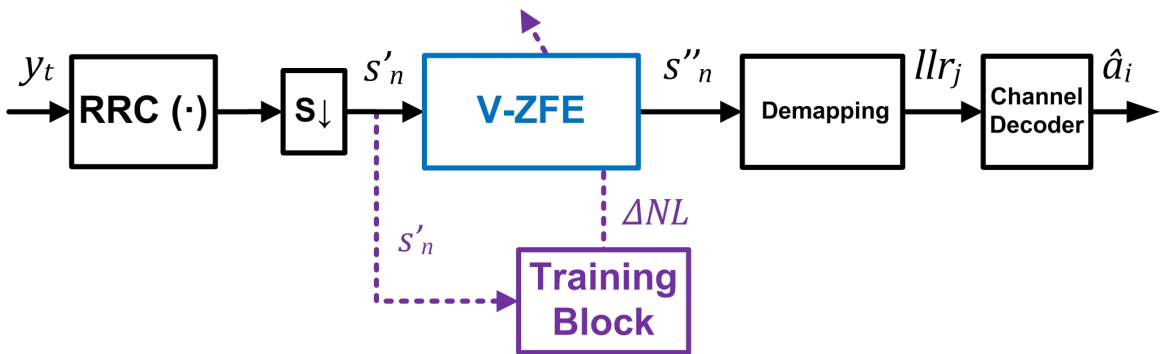 y_t
RRC (·)
S↓
s'_n
V-ZFE
s''_n
Demapping
llr_j
Channel
Decoder
â_i
s'_n
ΔNL
Training
Block